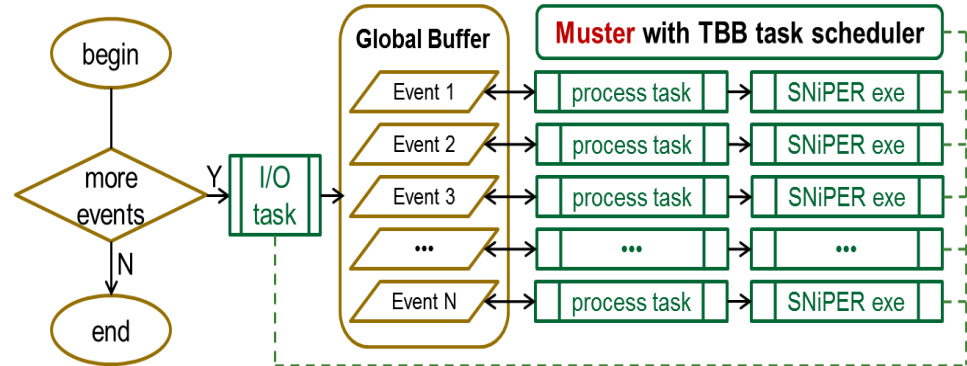 begin
more
events
Y
N
end
I/O
task
Global Buffer
Event 1
Event 2
Event 3
•••
Event N
Muster with TBB task scheduler
process task
SNiPER exe
process task
SNiPER exe
process task
SNiPER exe
•••
•••
process task
SNiPER exe